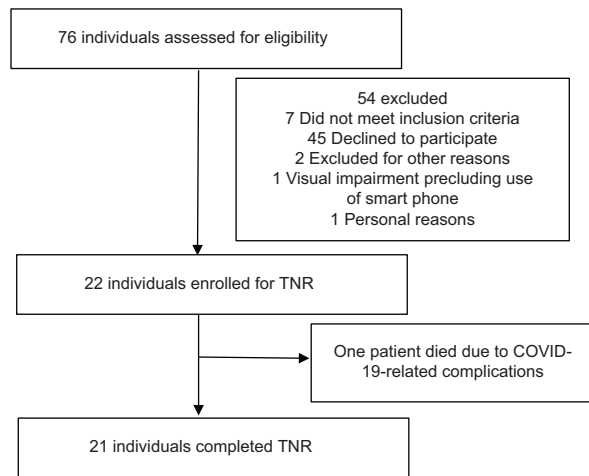 76 individuals assessed for eligibility
54 excluded
7 Did not meet inclusion criteria
45 Declined to participate
2 Excluded for other reasons
1 Visual impairment precluding use
of smart phone
1 Personal reasons
22 individuals enrolled for TNR
One patient died due to COVID-
19-related complications
21 individuals completed TNR